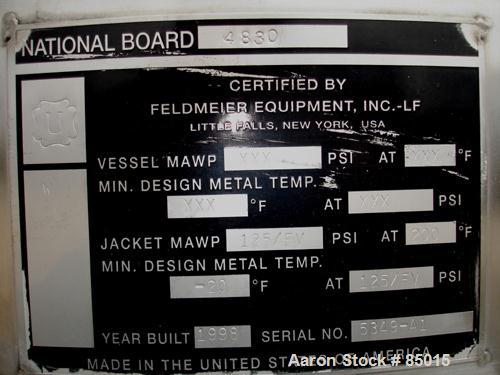 NATIONAL BOARD 4830
U
W
CERTIFIED BY
FELDMEIER EQUIPMENT, INC.-LF
LITTLE FALLS, NEW YORK, USA
VESSEL MAWP XXX PSI AT XXX °F
MIN. DESIGN METAL TEMP.
XXX °F AT XXX PSI
JACKET MAWP 125/FV PSI AT 200 °F
MIN. DESIGN METAL TEMP.
-20 °F AT 125/FV PSI
YEAR BUILT 1998 SERIAL NO. 5349-41
MADE IN THE UNITED STATES OF AMERICA
Aaron Stock # 85015